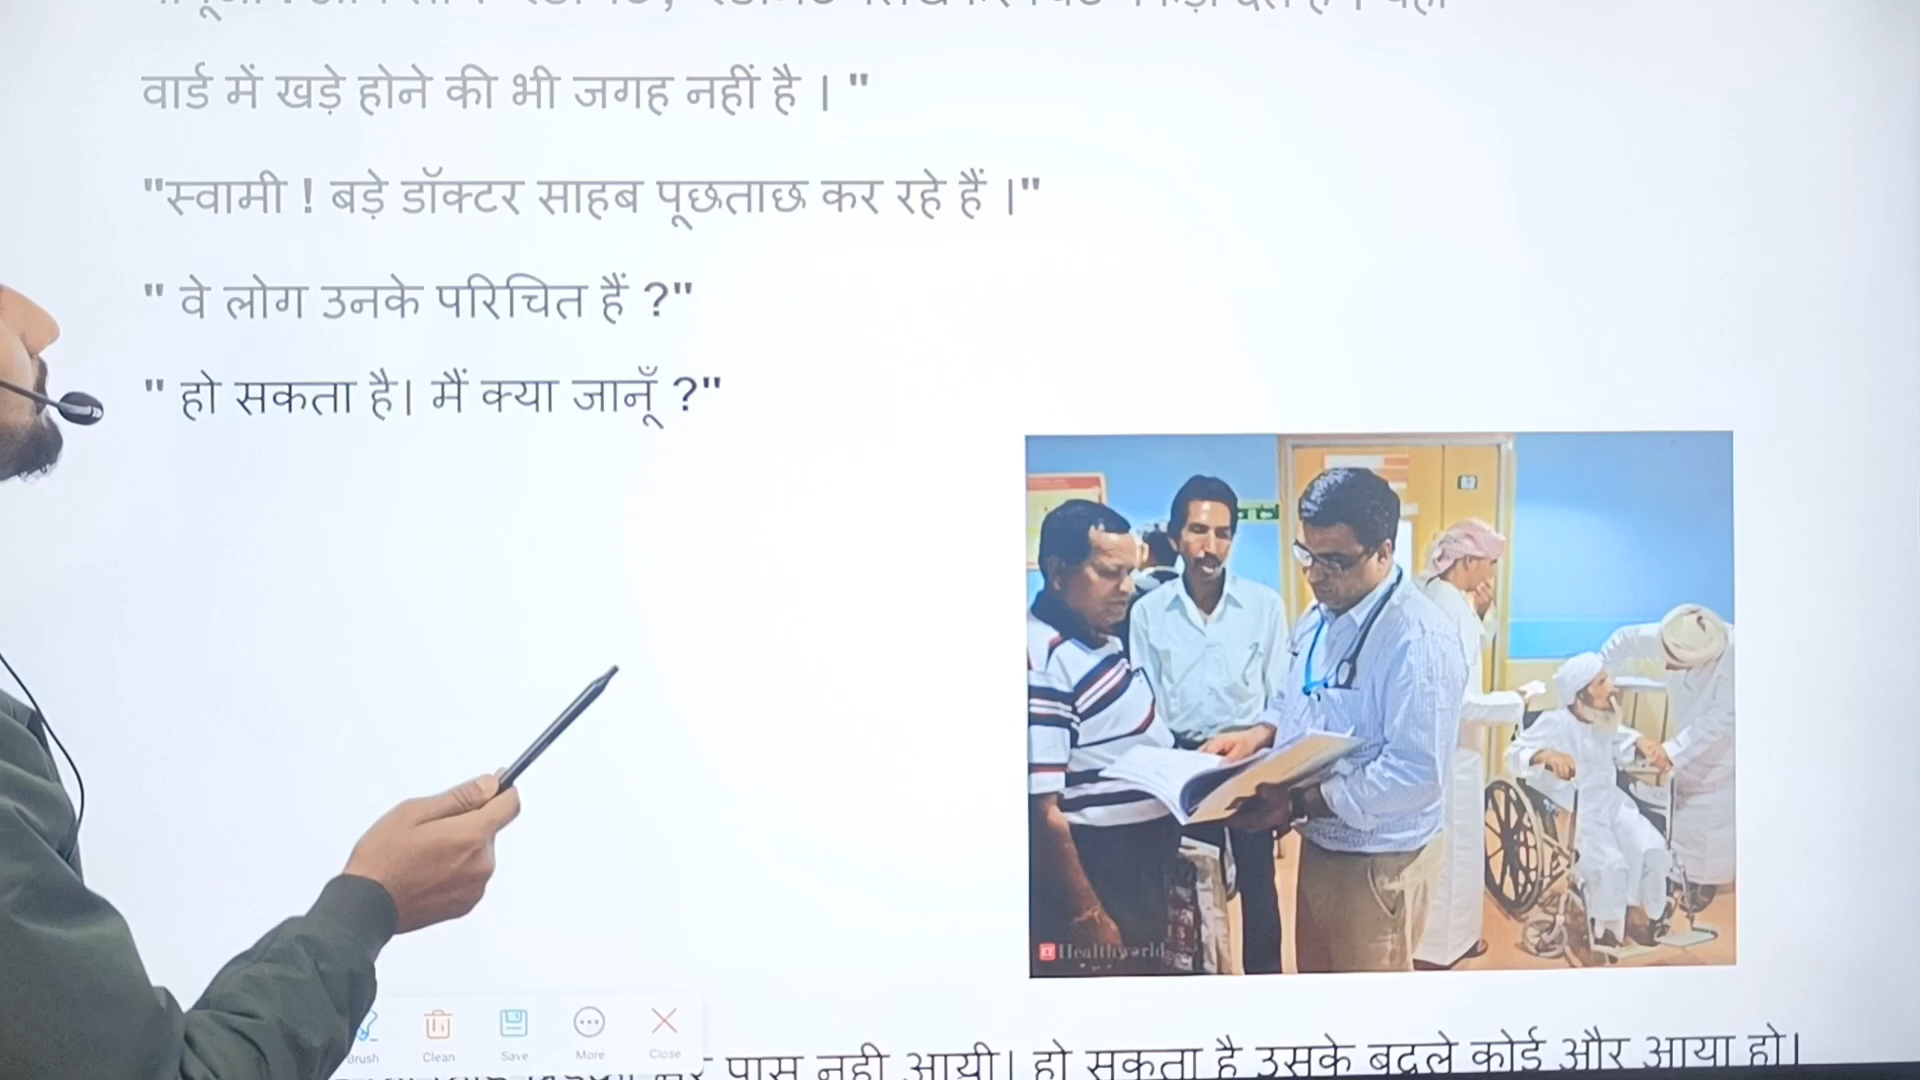 वार्ड में खड़े होने की भी जगह नहीं है । "
"स्वामी ! बड़े डॉक्टर साहब पूछताछ कर रहे हैं ।"
" वे लोग उनके परिचित हैं ?"
" हो सकता है। मैं क्या जानूँ ?"
Healthworld
Brush Clean Save More Close
पास नही आयी। हो सकता है उसके बदले कोई और आया हो।